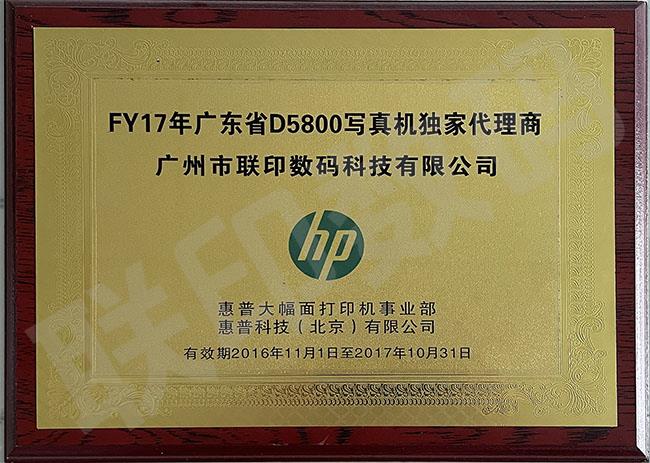 FY17年广东省D5800写真机独家代理商
广州市联印数码科技有限公司
hp
惠普大幅面打印机事业部
惠普科技（北京）有限公司
有效期2016年11月1日至2017年10月31日
联印数码